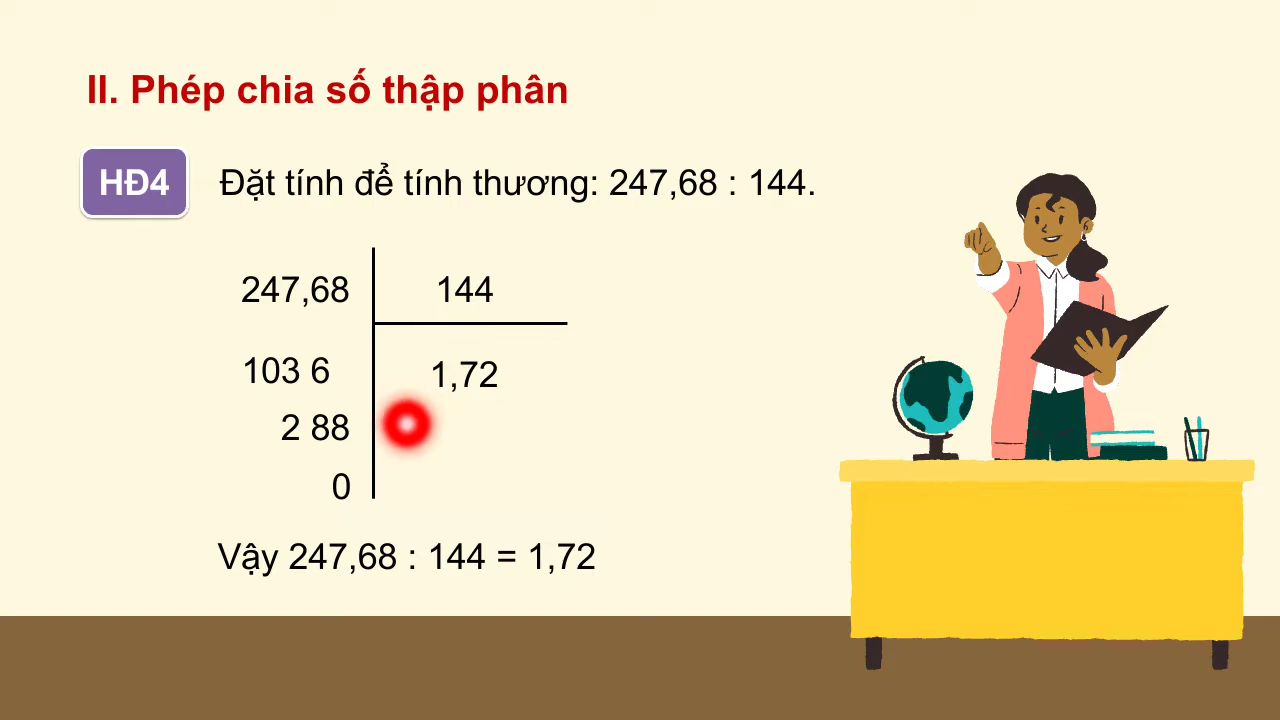 II. Phép chia số thập phân
HĐ4 Đặt tính để tính thương: 247,68 : 144.
247,68 144
103 6 1,72
2 88
0
Vậy 247,68 : 144 = 1,72